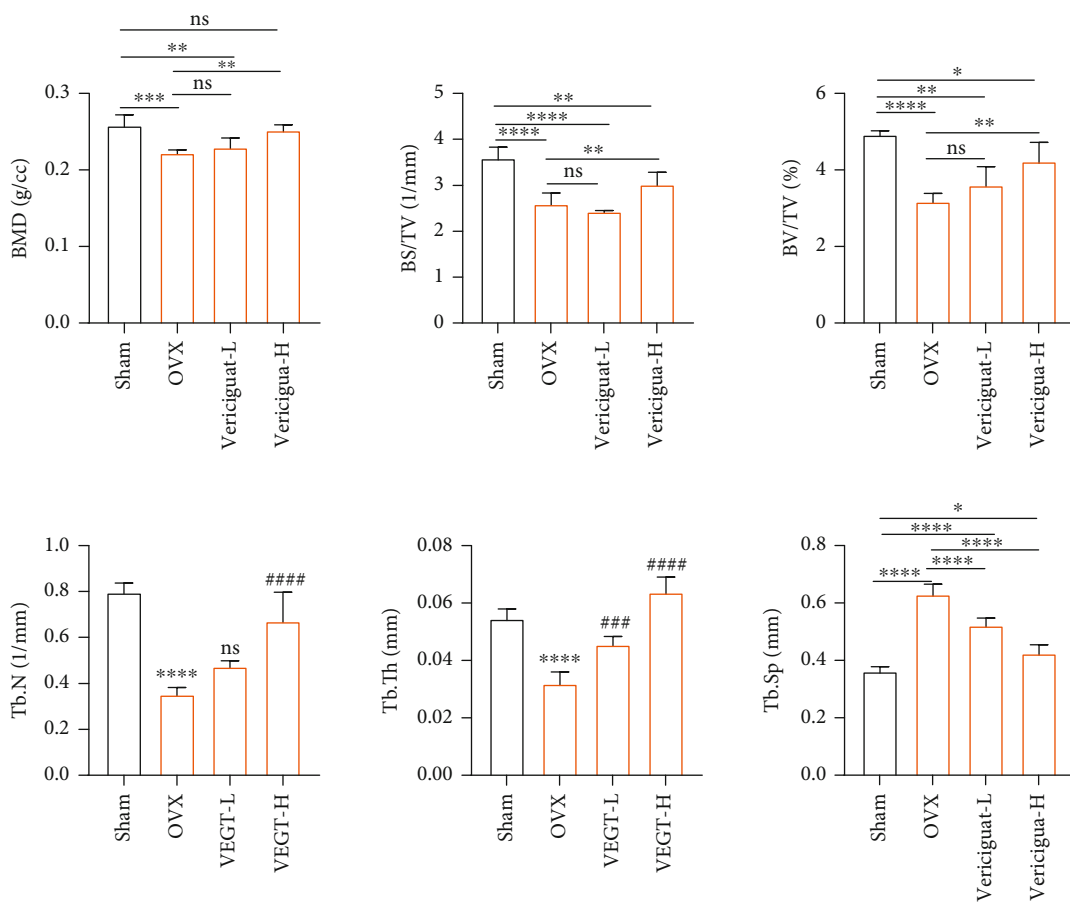 ns
**
**
ns
***
0.3
0.2
0.1
0.0
BMD (g/cc)
Sham
OVX
Vericiguat-L
Vericigua-H
**
****
****
**
ns
5
4
3
2
1
0
BS/TV (1/mm)
Sham
OVX
Vericiguat-L
Vericigua-H
*
**
****
**
ns
6
4
2
0
BV/TV (%)
Sham
OVX
Vericiguat-L
Vericigua-H
1.0
0.8
0.6
0.4
0.2
0.0
Tb.N (1/mm)
****
ns
####
Sham
OVX
VEGT-L
VEGT-H
0.08
0.06
0.04
0.02
0.00
Tb.Th (mm)
****
###
####
Sham
OVX
VEGT-L
VEGT-H
*
****
****
****
****
0.8
0.6
0.4
0.2
0.0
Tb.Sp (mm)
Sham
OVX
Vericiguat-L
Vericigua-H